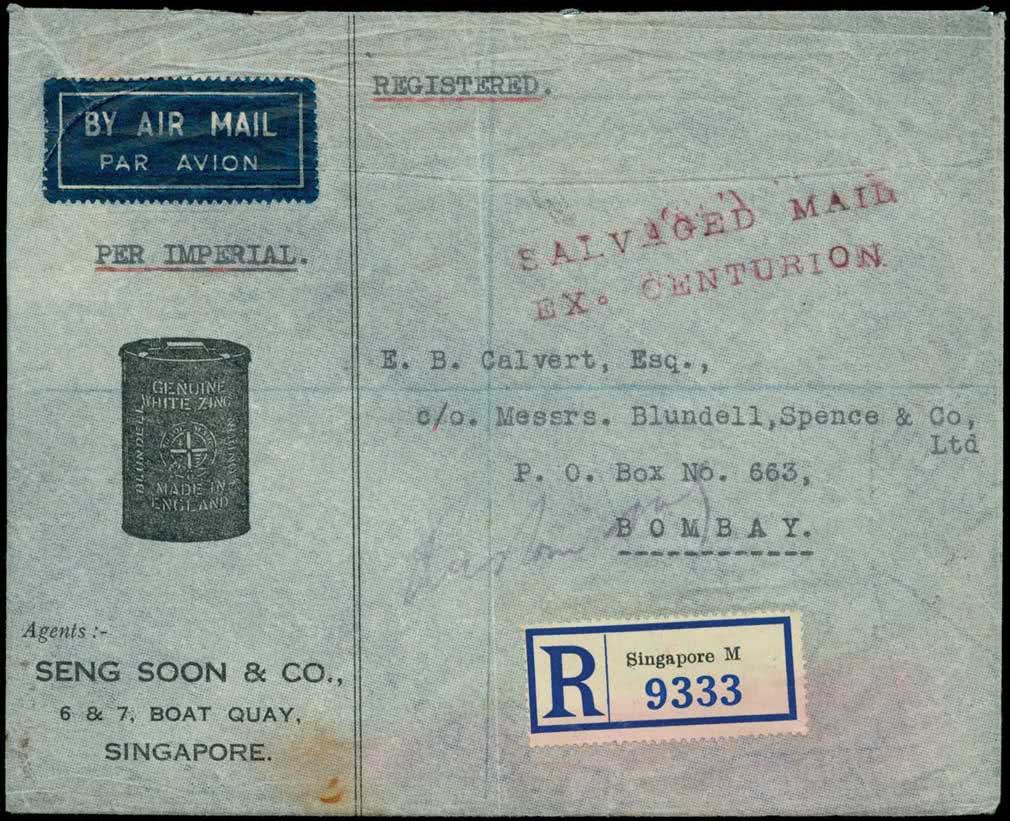 BY AIR MAIL
PAR AVION
REGISTERED.
PER IMPERIAL.
SALVAGED MAIL
EX. CENTURION
GENUINE
WHITE ZINC
BLUNDELL
MADE IN
ENGLAND
E. B. Calvert, Esq.,
c/o. Messrs. Blundell,Spence & Co,
Ltd
P. O. Box No. 663,
BOMBAY.
Agents :-
SENG SOON & CO.,
6 & 7, BOAT QUAY,
SINGAPORE.
R
Singapore M
9333